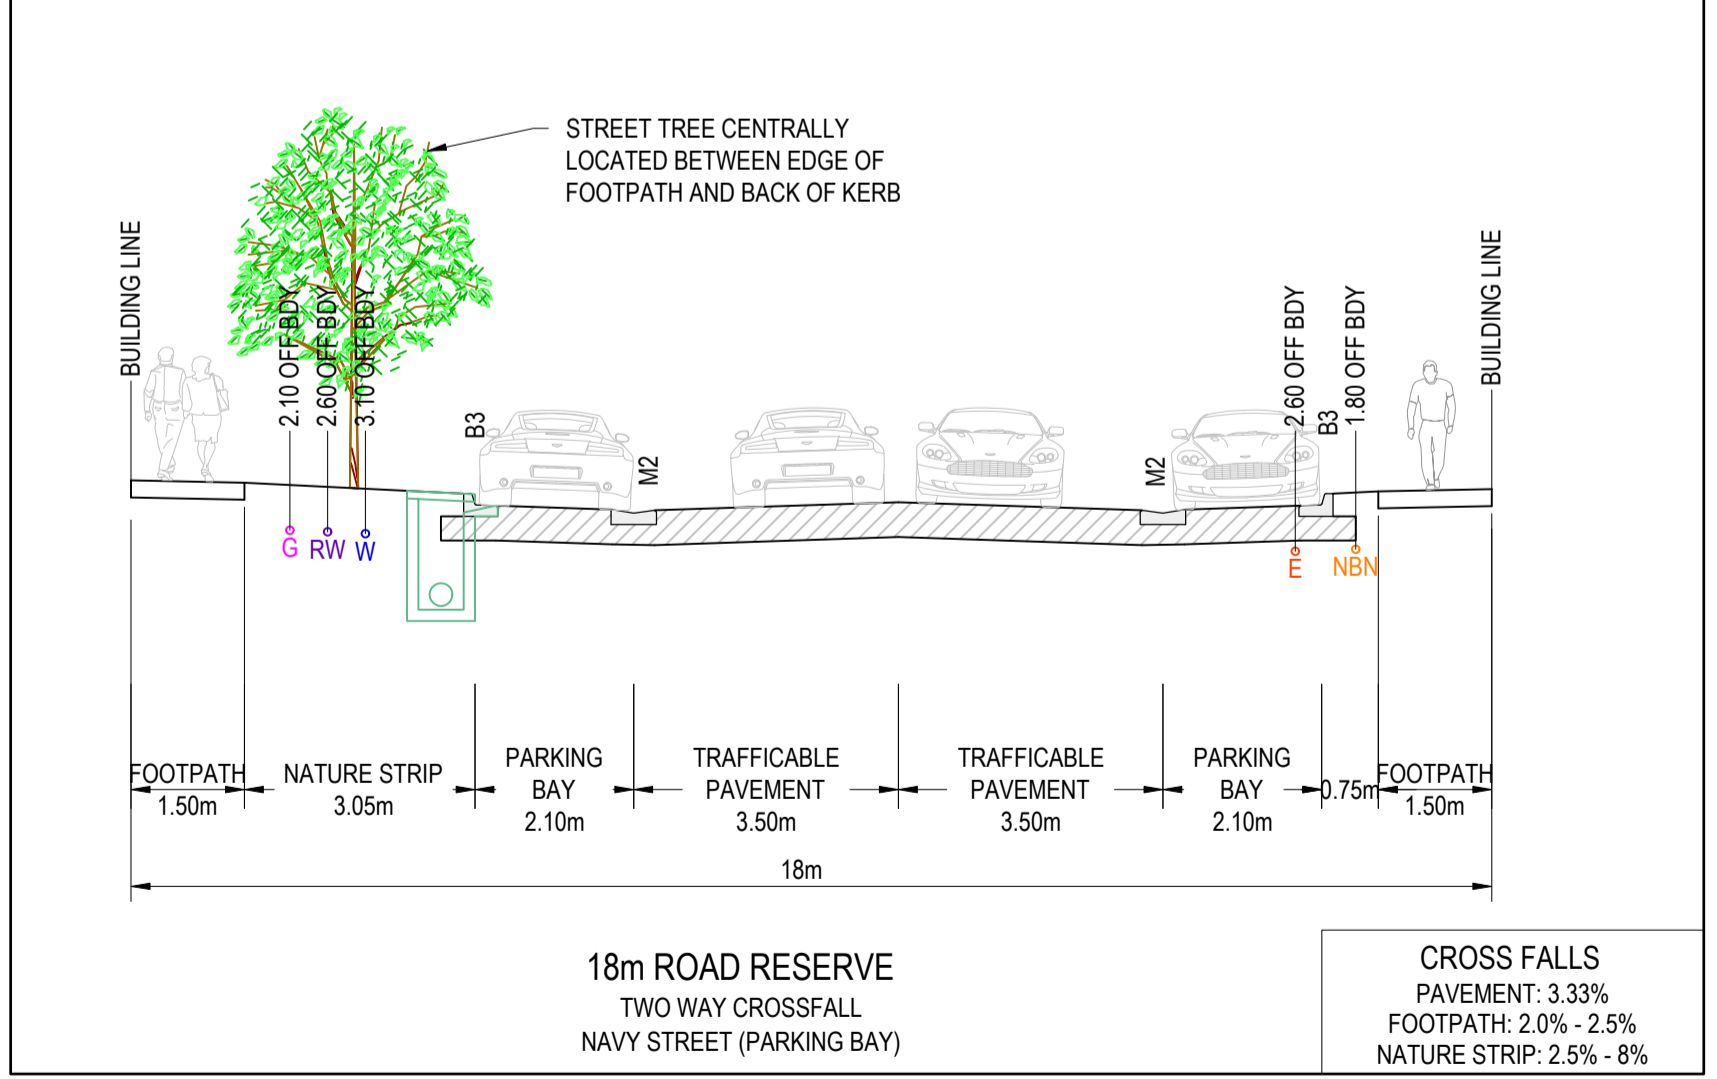 STREET TREE CENTRALLY
LOCATED BETWEEN EDGE OF
FOOTPATH AND BACK OF KERB
BUILDING LINE
2.10 OFF BDY
2.60 OFF BDY
3.10 OFF BDY
B3
M2
M2
2.60 OFF BDY
B3
1.80 OFF BDY
BUILDING LINE
G
RW
W
E
NBN
FOOTPATH
1.50m
NATURE STRIP
3.05m
PARKING
BAY
2.10m
TRAFFICABLE
PAVEMENT
3.50m
TRAFFICABLE
PAVEMENT
3.50m
PARKING
BAY
2.10m
0.75m
FOOTPATH
1.50m
18m
18m ROAD RESERVE
TWO WAY CROSSFALL
NAVY STREET (PARKING BAY)
CROSS FALLS
PAVEMENT: 3.33%
FOOTPATH: 2.0% - 2.5%
NATURE STRIP: 2.5% - 8%